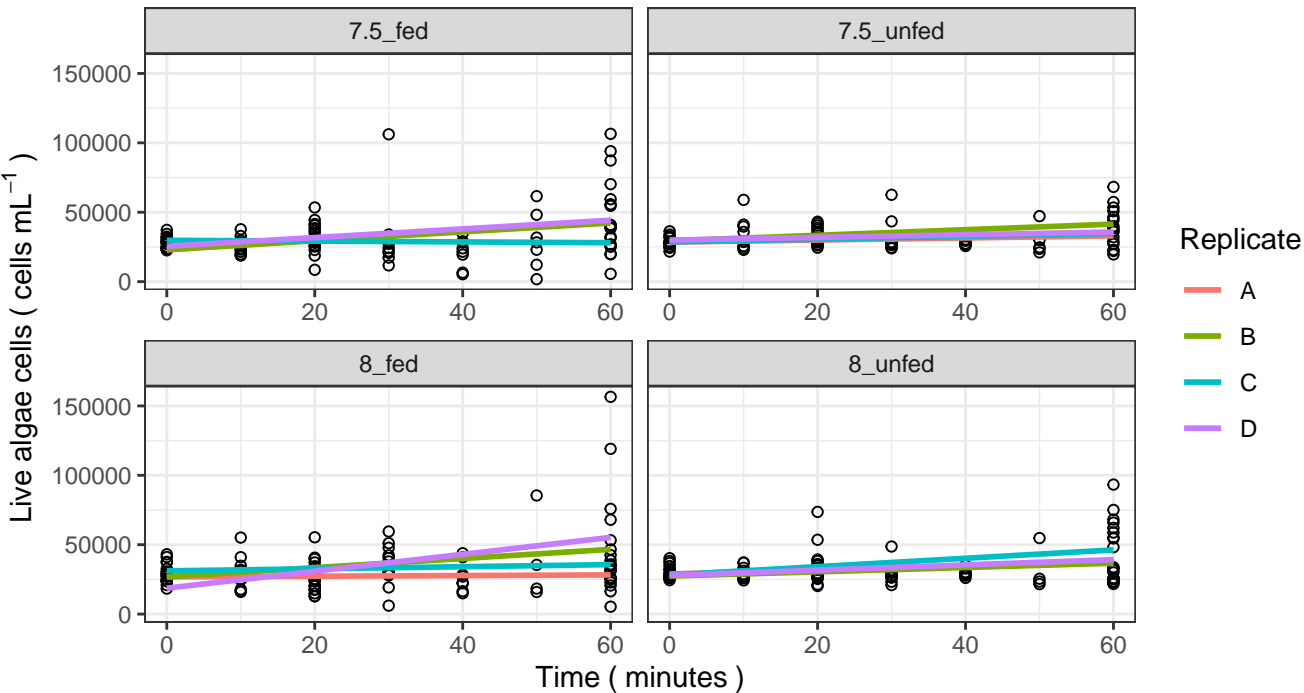 7.5_fed
7.5_unfed
150000
100000
50000
0
0 20 40 60
0 20 40 60
8_fed
8_unfed
150000
100000
50000
0
0 20 40 60
0 20 40 60
Time ( minutes )
Live algae cells ( cells mL⁻¹ )
Replicate
A
B
C
D